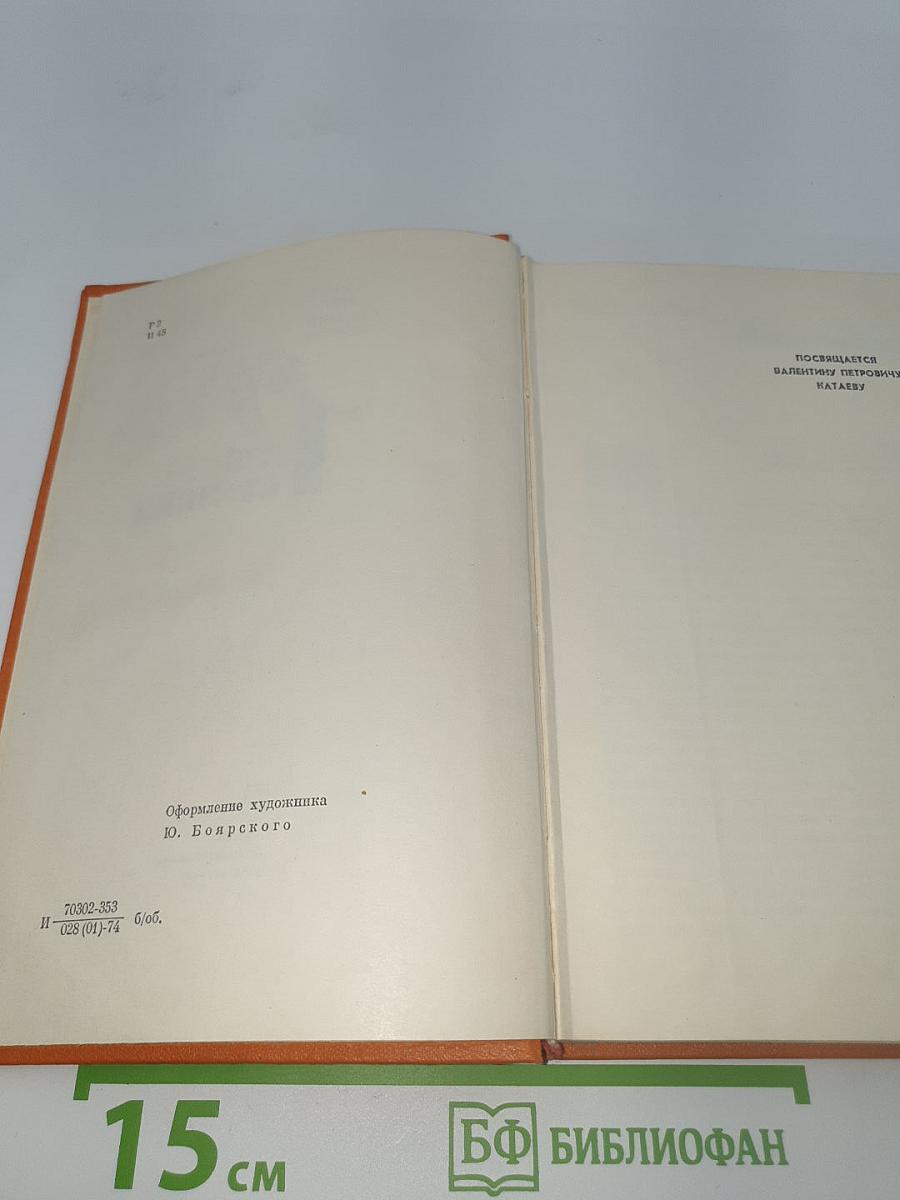 Р 2
И 48
Оформление художника
Ю. Боярского
И 70302-353
028 (01)-74 б/об.
ПОСВЯЩАЕТСЯ
ВАЛЕНТИНУ ПЕТРОВИЧУ
КАТАЕВУ
15 см
БФ БИБЛИОФАН